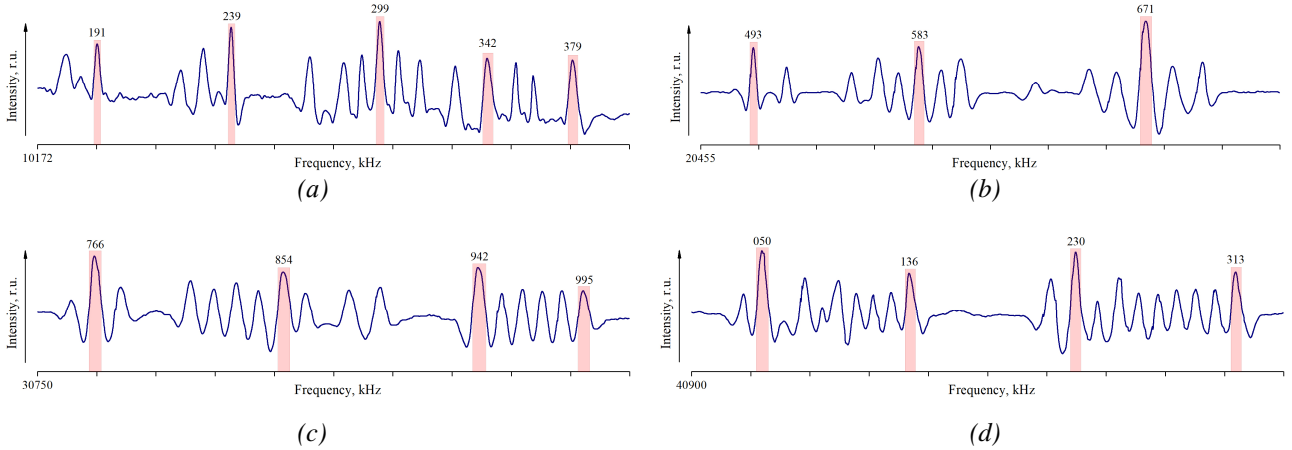 191
239
299
342
379
Intensity, r.u.
10172
Frequency, kHz
(a)
493
583
671
Intensity, r.u.
20455
Frequency, kHz
(b)
766
854
942
995
Intensity, r.u.
30750
Frequency, kHz
(c)
050
136
230
313
Intensity, r.u.
40900
Frequency, kHz
(d)